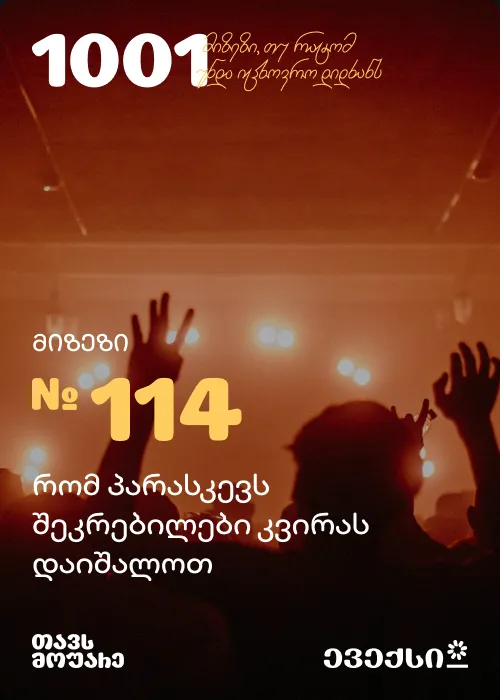 1001 მიზეზი, თუ რატომ
უნდა იცხოვრო დიდხანს
მიზეზი
№ 114
რომ პარასკევს
შეკრებილები კვირას
დაიშალოთ
თავს
მოუარე
ევექსი